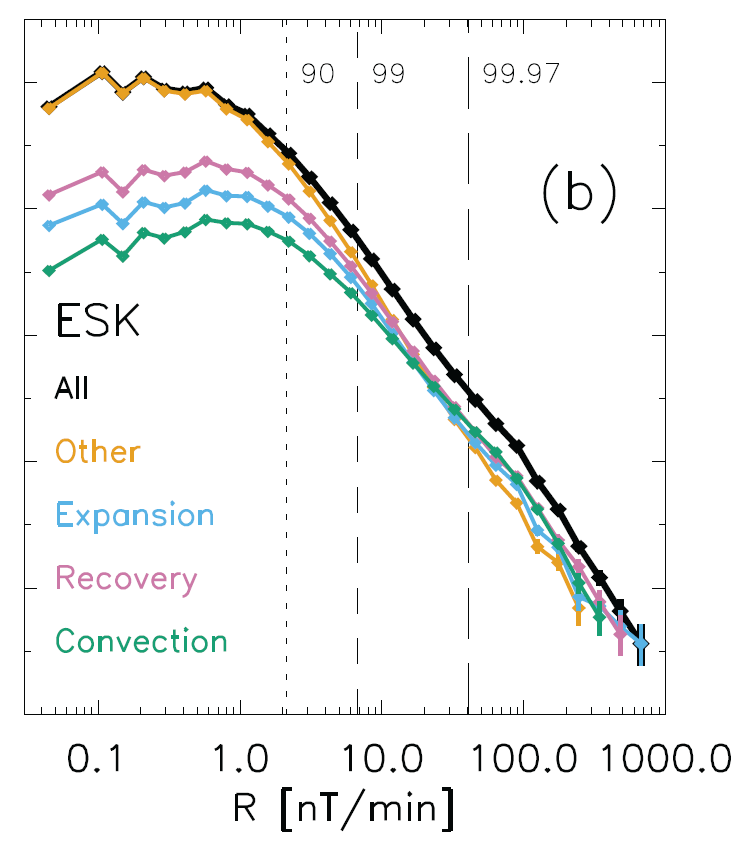 90 99 99.97
(b)
ESK
All
Other
Expansion
Recovery
Convection
0.1 1.0 10.0 100.0 1000.0
R [nT/min]